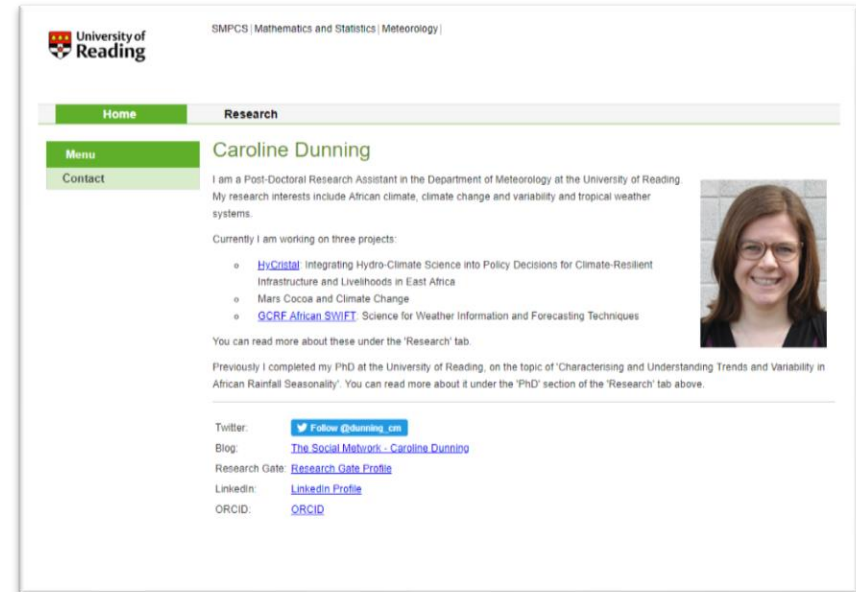 University of
Reading
SMPCS | Mathematics and Statistics | Meteorology |
Home
Research
Menu
Contact
Caroline Dunning
I am a Post-Doctoral Research Assistant in the Department of Meteorology at the University of Reading.
My research interests include African climate, climate change and variability and tropical weather
systems.
Currently I am working on three projects:
HyCristal: Integrating Hydro-Climate Science into Policy Decisions for Climate-Resilient
Infrastructure and Livelihoods in East Africa
Mars Cocoa and Climate Change
GCRF African SWIFT: Science for Weather Information and Forecasting Techniques
You can read more about these under the 'Research' tab.
Previously I completed my PhD at the University of Reading, on the topic of 'Characterising and Understanding Trends and Variability in
African Rainfall Seasonality'. You can read more about it under the 'PhD' section of the 'Research' tab above.
Twitter: Follow @dunning_cm
Blog: The Social Metwork - Caroline Dunning
Research Gate: Research Gate Profile
LinkedIn: LinkedIn Profile
ORCID: ORCID